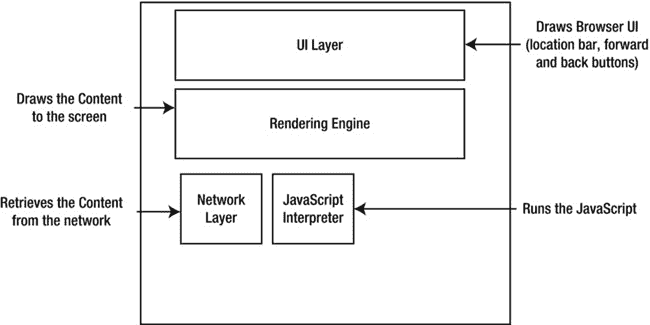 UI Layer
Draws Browser UI
(location bar, forward
and back buttons)
Draws the Content
to the screen
Rendering Engine
Retrieves the Content
from the network
Network
Layer
JavaScript
Interpreter
Runs the JavaScript